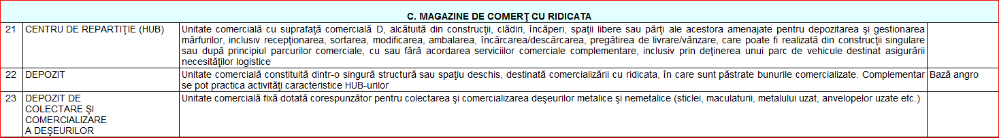 C. MAGAZINE DE COMERŢ CU RIDICATA
21 CENTRU DE REPARTIŢIE (HUB) Unitate comercială cu suprafaţă comercială D, alcătuită din construcţii, clădiri, încăperi, spaţii libere sau părţi ale acestora amenajate pentru depozitarea şi gestionarea
mărfurilor, inclusiv recepţionarea, sortarea, modificarea, ambalarea, încărcarea/descărcarea, pregătirea de livrare/vânzare, care poate fi realizată din construcţii singulare
sau după principiul parcurilor comerciale, cu sau fără acordarea serviciilor comerciale complementare, inclusiv prin deţinerea unui parc de vehicule destinat asigurării
necesităţilor logistice
22 DEPOZIT Unitate comercială constituită dintr-o singură structură sau spaţiu deschis, destinată comercializării cu ridicata, în care sunt păstrate bunurile comercializate. Complementar Bază angro
se pot practica activităţi caracteristice HUB-urilor
23 DEPOZIT DE Unitate comercială fixă dotată corespunzător pentru colectarea şi comercializarea deşeurilor metalice şi nemetalice (sticlei, maculaturii, metalului uzat, anvelopelor uzate etc.)
COLECTARE ŞI
COMERCIALIZARE
A DEŞEURILOR